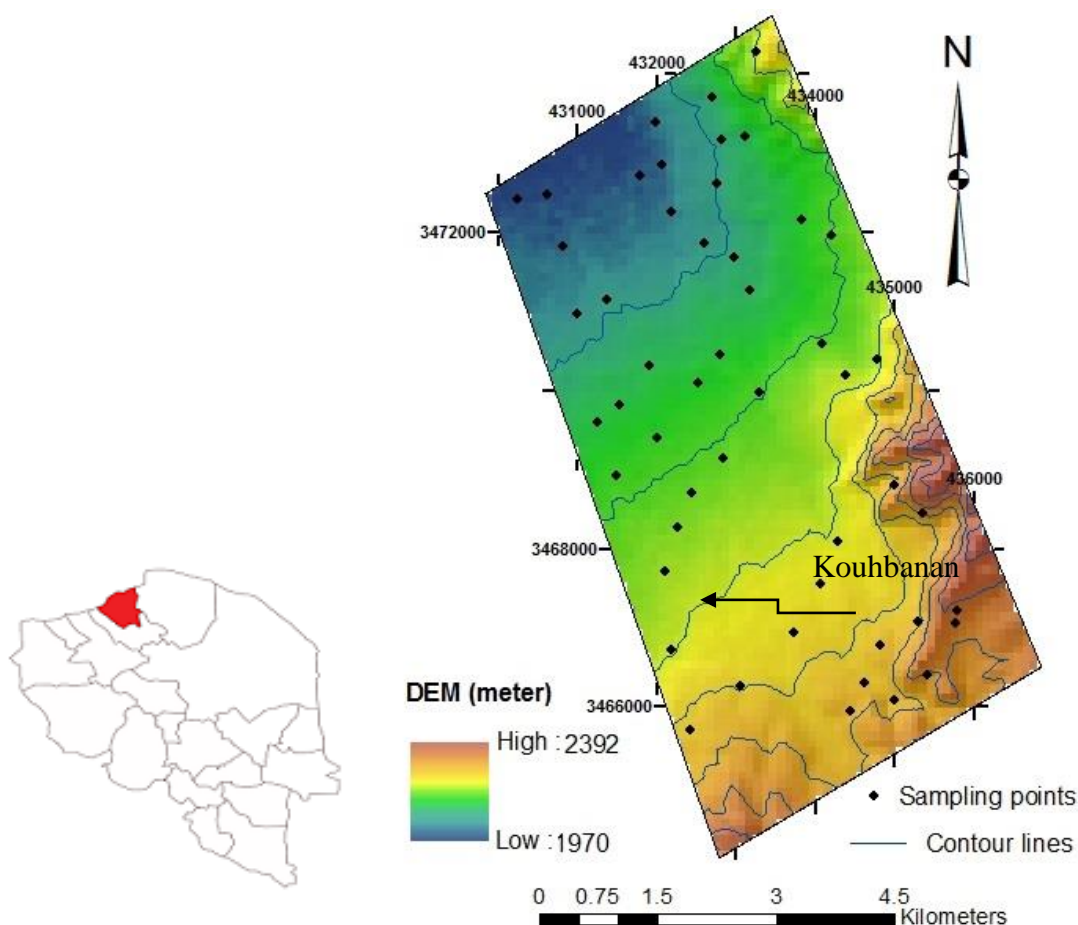 N
432000
434000
431000
3472000
435000
436000
3468000
Kouhbanan
3466000
DEM (meter)
High : 2392
Low : 1970
Sampling points
Contour lines
0 0.75 1.5 3 4.5
Kilometers